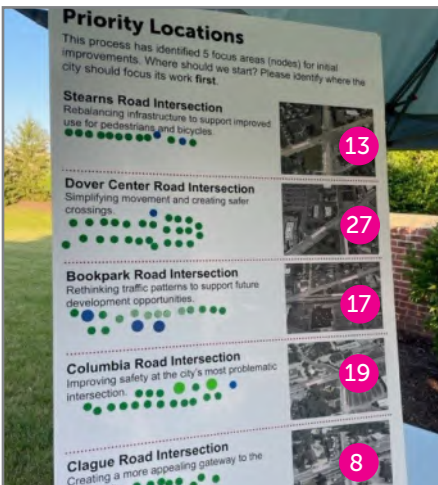 Priority Locations
This process has identified 5 focus areas (nodes) for initial
improvements. Where should we start? Please identify where the
city should focus its work first.
Stearns Road Intersection
Rebalancing infrastructure to support improved
use for pedestrians and bicycles.
13
Dover Center Road Intersection
Simplifying movement and creating safer
crossings.
27
Bookpark Road Intersection
Rethinking traffic patterns to support future
development opportunities.
17
Columbia Road Intersection
Improving safety at the city's most problematic
intersection.
19
Clague Road Intersection
Creating a more appealing gateway to the
8